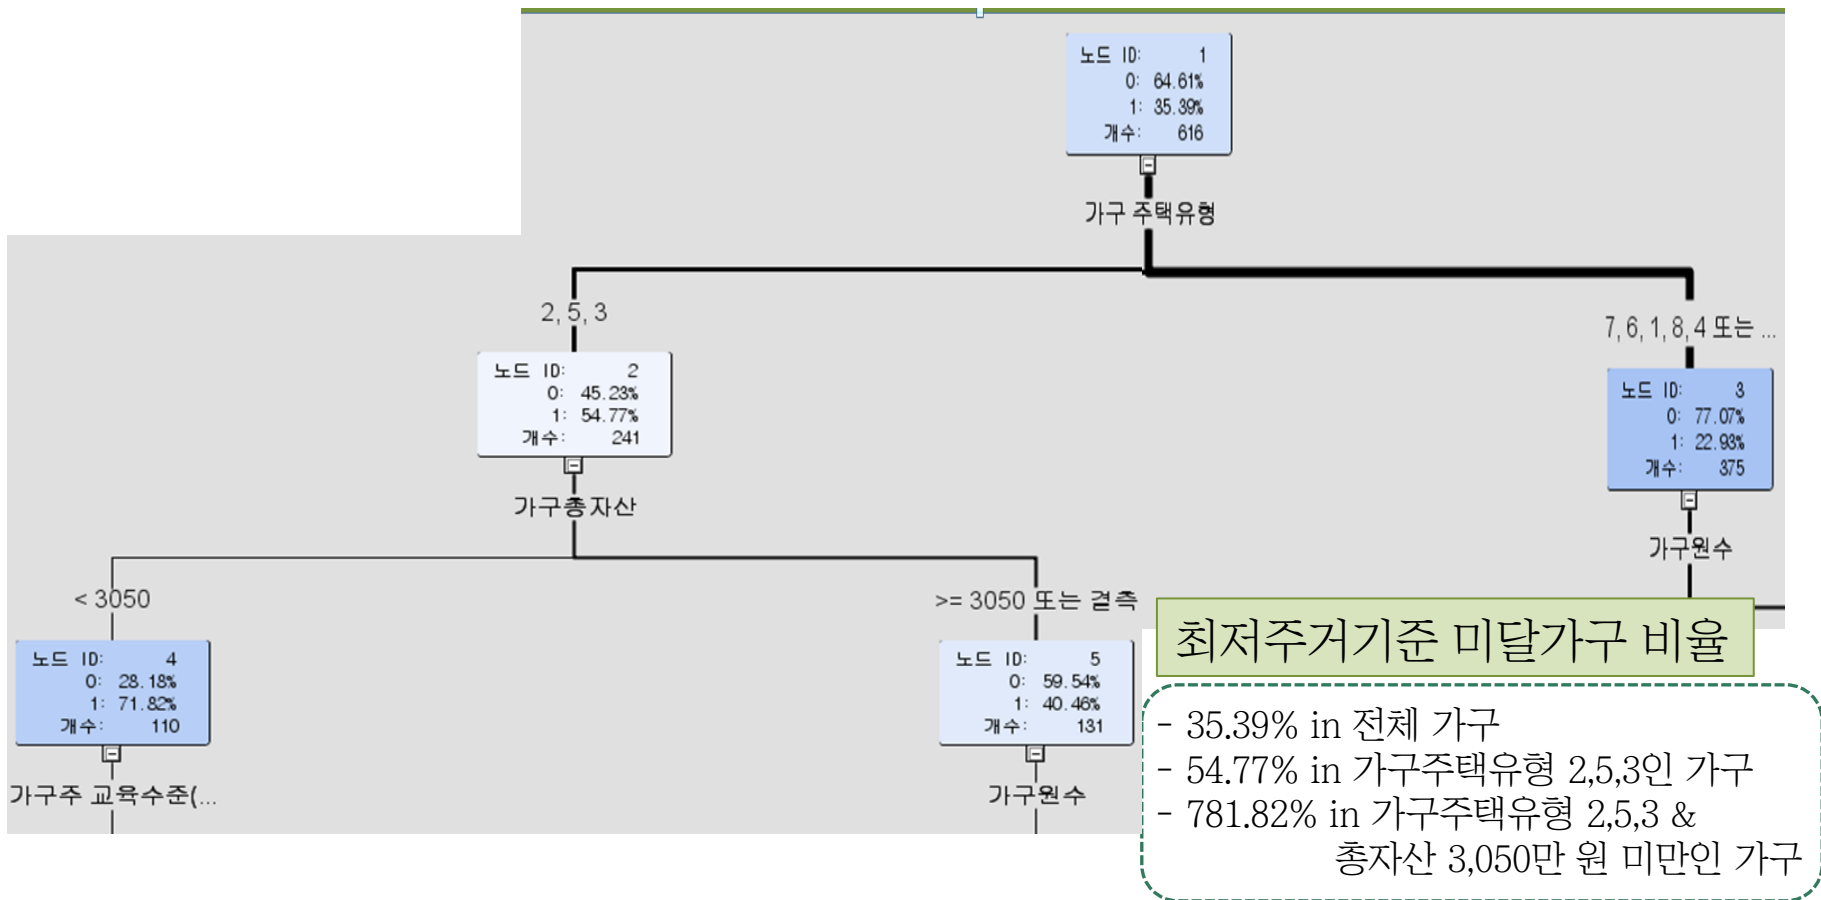 노드 ID: 1
0: 64.61%
1: 35.39%
개수: 616
가구 주택유형
2, 5, 3
7, 6, 1, 8, 4 또는 ...
노드 ID: 2
0: 45.23%
1: 54.77%
개수: 241
노드 ID: 3
0: 77.07%
1: 22.93%
개수: 375
가구총자산
가구원수
< 3050
>= 3050 또는 결측
노드 ID: 4
0: 28.18%
1: 71.82%
개수: 110
노드 ID: 5
0: 59.54%
1: 40.46%
개수: 131
가구주 교육수준(...
가구원수
최저주거기준 미달가구 비율
- 35.39% in 전체 가구
- 54.77% in 가구주택유형 2,5,3인 가구
- 781.82% in 가구주택유형 2,5,3 &
총자산 3,050만 원 미만인 가구